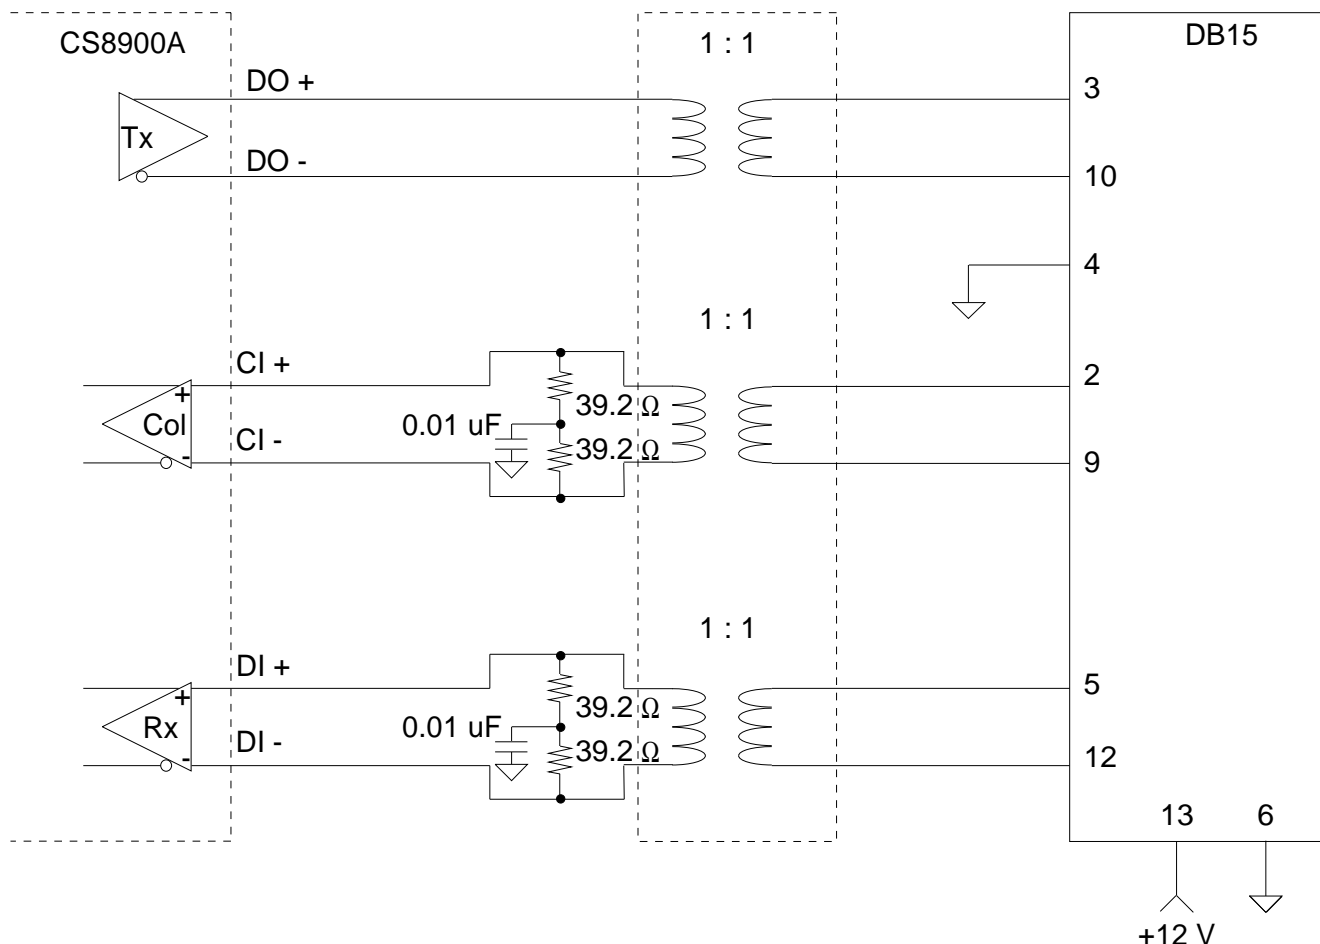 CS8900A
1 : 1
DB15
DO +
3
Tx
DO -
10
4
1 : 1
CI +
2
+
39.2 Ω
Col
0.01 uF
CI -
39.2 Ω
-
9
1 : 1
DI +
5
+
39.2 Ω
Rx
0.01 uF
DI -
39.2 Ω
-
12
13
6
+12 V